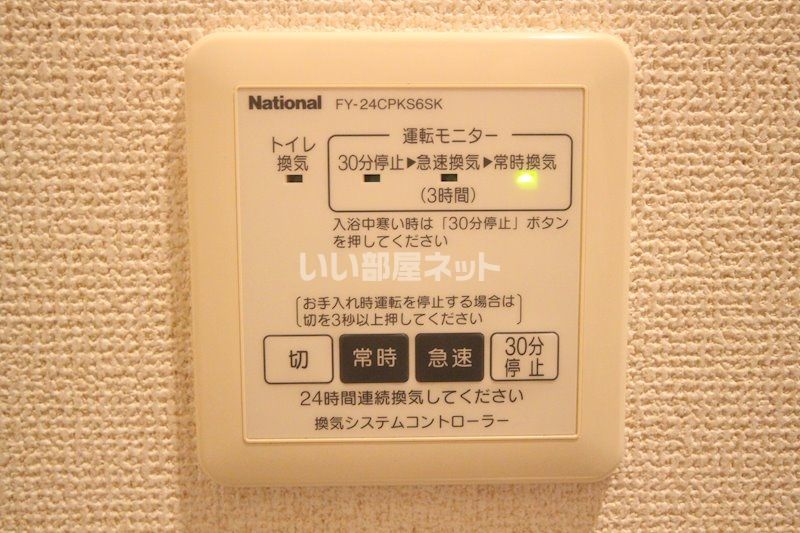 National FY-24CPKS6SK
運転モニター
トイレ
換気
30分停止▶急速換気▶常時換気
(3時間)
入浴中寒い時は「30分停止」ボタン
を押してください
いい部屋ネット
お手入れ時運転を停止する場合は
切を3秒以上押してください
切 常時 急速 30分
停止
24時間連続換気してください
換気システムコントローラー